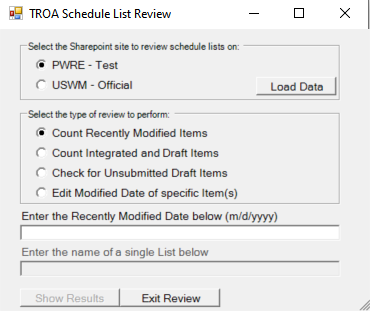 TROA Schedule List Review
Select the Sharepoint site to review schedule lists on:
PWRE - Test
USWM - Official
Load Data
Select the type of review to perform:
Count Recently Modified Items
Count Integrated and Draft Items
Check for Unsubmitted Draft Items
Edit Modified Date of specific Item(s)
Enter the Recently Modified Date below (m/d/yyyy)
Enter the name of a single List below
Show Results Exit Review